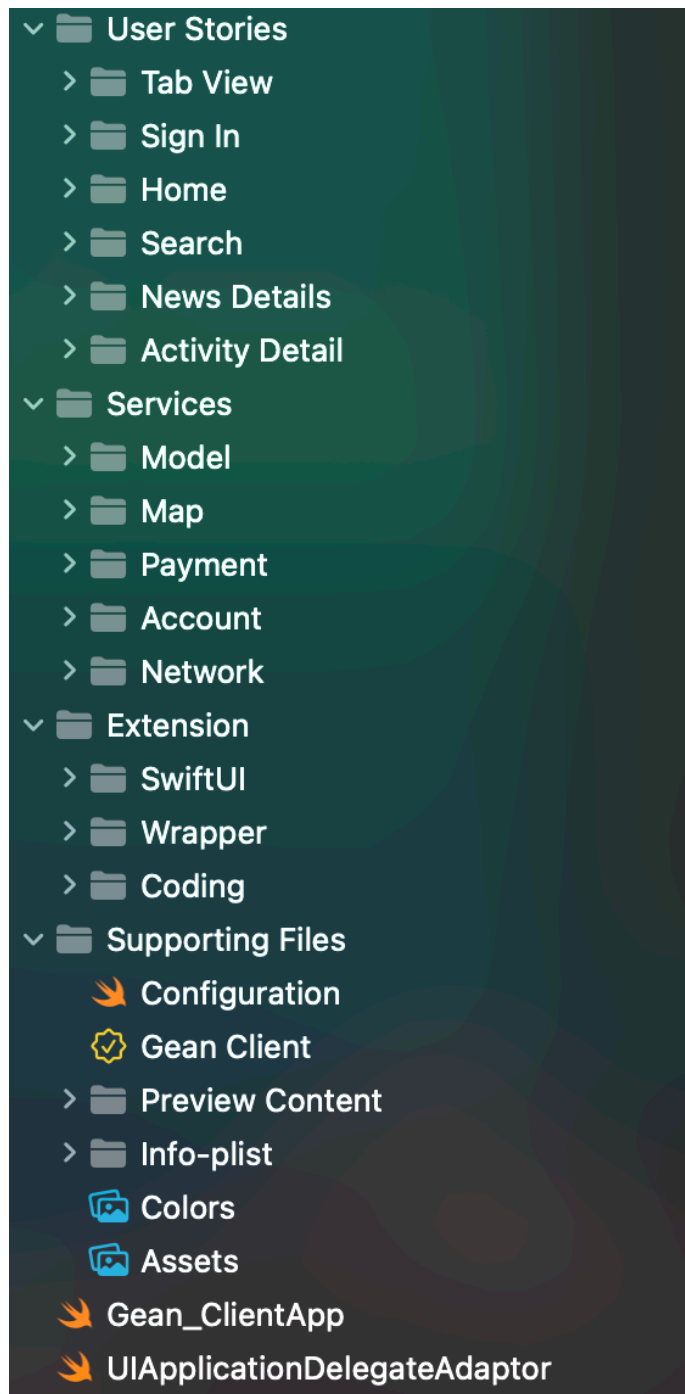 User Stories
Tab View
Sign In
Home
Search
News Details
Activity Detail
Services
Model
Map
Payment
Account
Network
Extension
SwiftUI
Wrapper
Coding
Supporting Files
Configuration
Gean Client
Preview Content
Info-plist
Colors
Assets
Gean_ClientApp
UIApplicationDelegateAdaptor